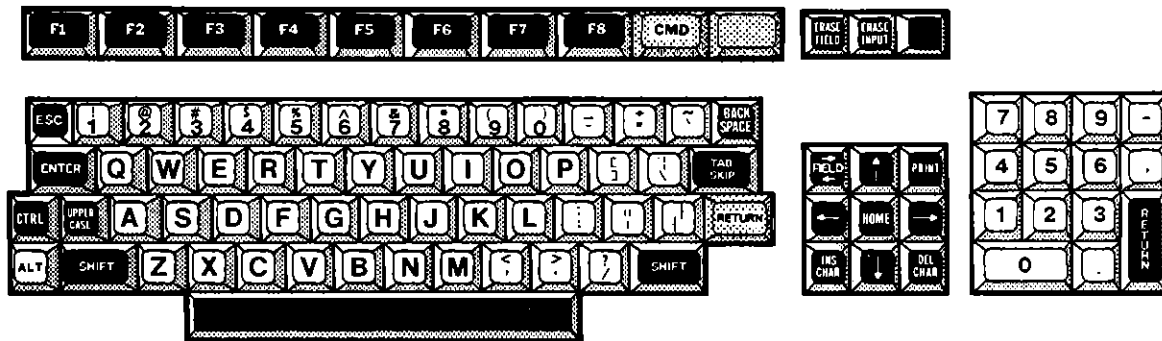 F1 F2 F3 F4 F5 F6 F7 F8 CMD ERASE FIELD ERASE INPUT
ESC ! 1 @ 2 # 3 $ 4 % 5 ^ 6 & 7 * 8 ( 9 ) 0 BACK SPACE 7 8 9 -
ENTER Q W E R T Y U I O P TAB SKIP FIELD ↑ PRINT 4 5 6 ,
CTRL UPPER CASE A S D F G H J K L RETURN ← HOME → 1 2 3 RETURN
ALT SHIFT Z X C V B N M < , > . ? / SHIFT INS CHAR ↓ DEL CHAR 0 .